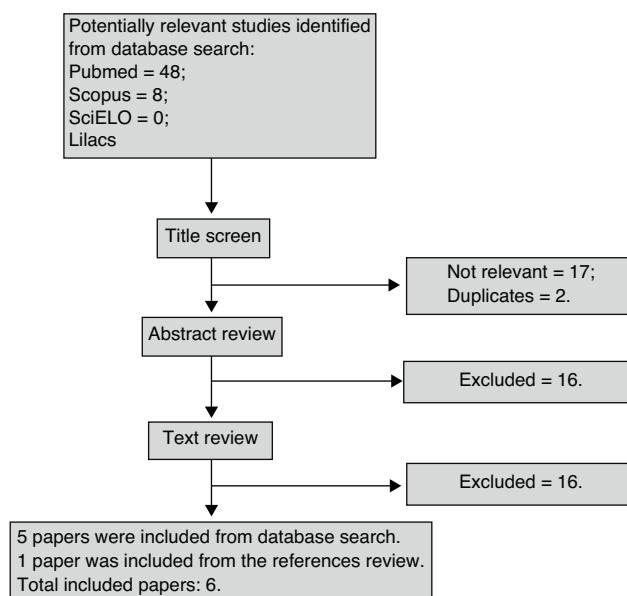 Potentially relevant studies identified
from database search:
Pubmed = 48;
Scopus = 8;
SciELO = 0;
Lilacs
Title screen
Not relevant = 17;
Duplicates = 2.
Abstract review
Excluded = 16.
Text review
Excluded = 16.
5 papers were included from database search.
1 paper was included from the references review.
Total included papers: 6.